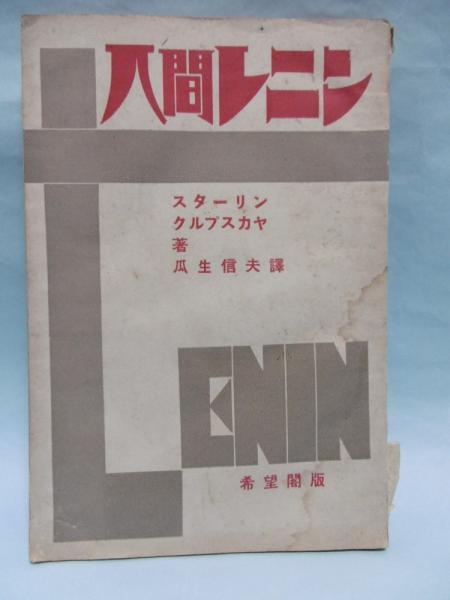 人間レーニン
スターリン
クルプスカヤ
著
瓜生信夫譯
LENIN
希望閣版